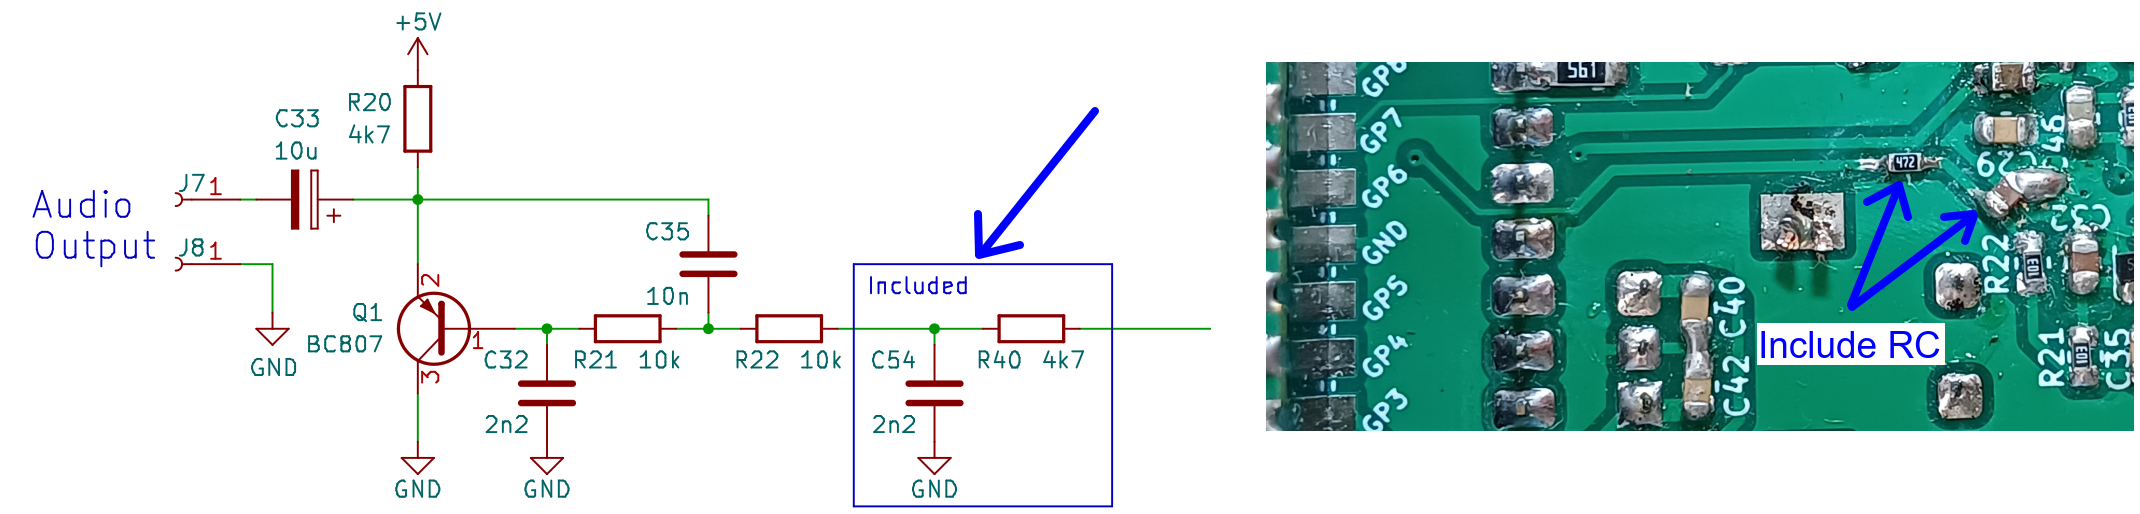 +5V
R20
4k7
C33
10u
Audio
Output
J7
1
J8
1
GND
C35
10n
Included
Q1
BC807
2
1
3
C32
2n2
R21 10k
R22 10k
C54
2n2
R40 4k7
GND
GND
GND
561
GP7
GP6
GND
GP5
GP4
GP3
472
46
R22
103
C40
C42
R21
103
C35
Include RC